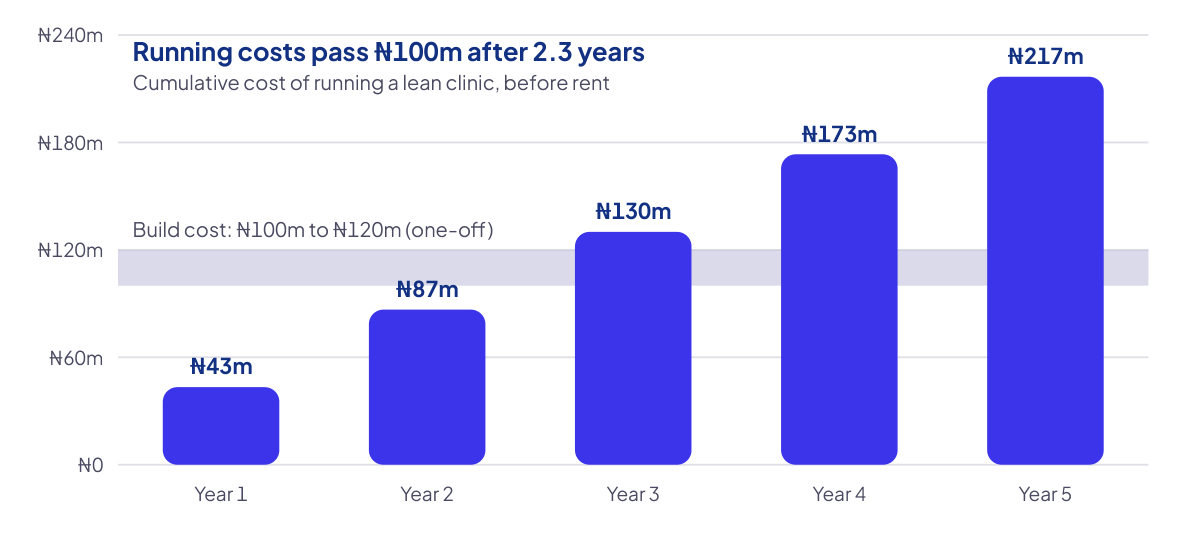 Running costs pass ₦100m after 2.3 years
Cumulative cost of running a lean clinic, before rent
₦240m
₦180m
₦120m
₦60m
₦0
Build cost: ₦100m to ₦120m (one-off)
₦43m
₦87m
₦130m
₦173m
₦217m
Year 1
Year 2
Year 3
Year 4
Year 5